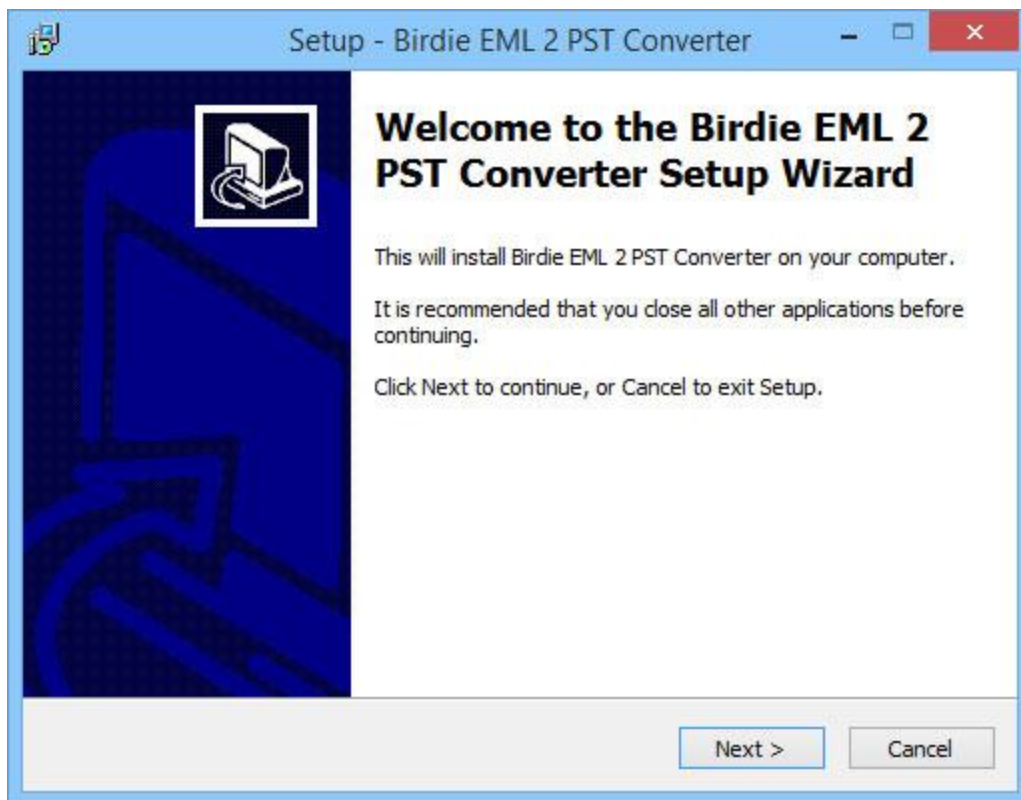 Setup - Birdie EML 2 PST Converter
Welcome to the Birdie EML 2
PST Converter Setup Wizard
This will install Birdie EML 2 PST Converter on your computer.
It is recommended that you close all other applications before
continuing.
Click Next to continue, or Cancel to exit Setup.
Next >
Cancel